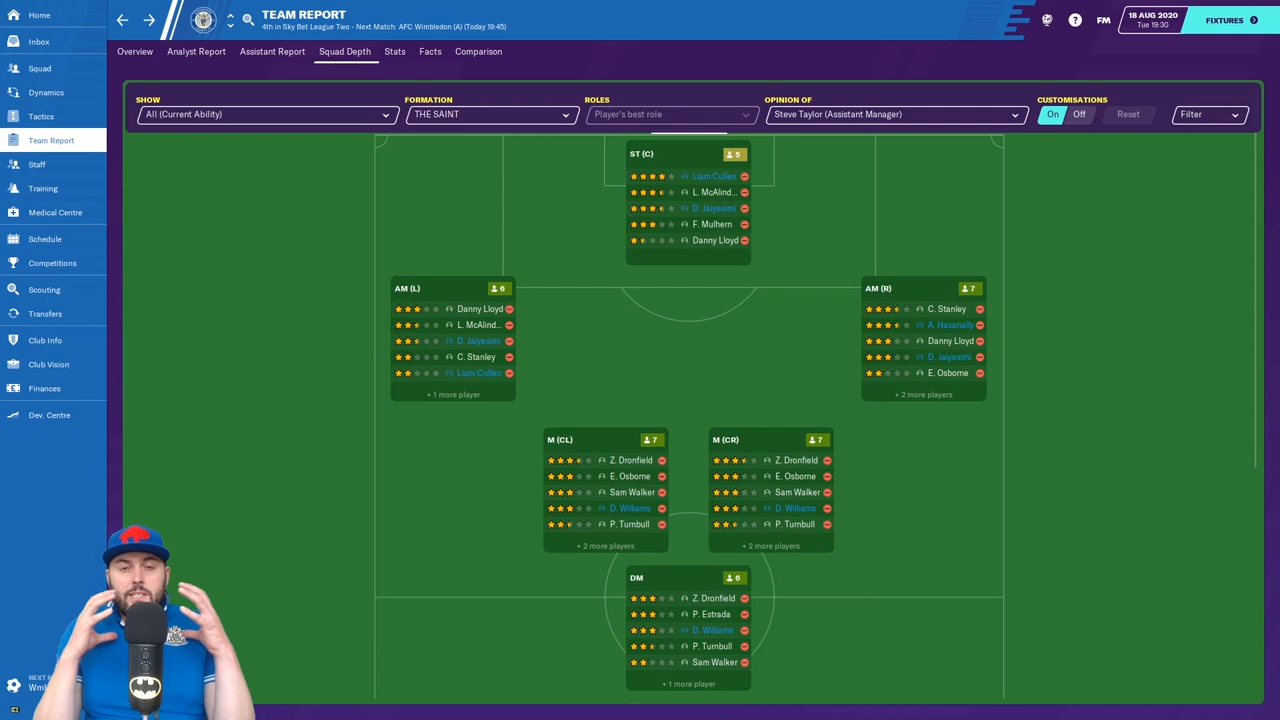 Home
Inbox
Squad
Dynamics
Tactics
Team Report
Staff
Training
Medical Centre
Schedule
Competitions
Scouting
Transfers
Club Info
Club Vision
Finances
Dev. Centre
TEAM REPORT
4th in Sky Bet League Two - Next Match: AFC Wimbledon (A) (Today 19:45)
FM
18 AUG 2020
Tue 19:30
FIXTURES
Overview Analyst Report Assistant Report Squad Depth Stats Facts Comparison
SHOW FORMATION ROLES OPINION OF CUSTOMISATIONS
All (Current Ability) THE SAINT Player's best role Steve Taylor (Assistant Manager) On Off Reset Filter
ST (C) 5
Liam Cullen
L. McAlind...
D. Jaiyesimi
F. Mulhern
Danny Lloyd
AM (L) 6
Danny Lloyd
L. McAlind...
D. Jaiyesimi
C. Stanley
Liam Cullen
+ 1 more player
AM (R) 7
C. Stanley
A. Hasanally
Danny Lloyd
D. Jaiyesimi
E. Osborne
+ 2 more players
M (CL) 7
Z. Dronfield
E. Osborne
Sam Walker
D. Williams
P. Turnbull
+ 2 more players
M (CR) 7
Z. Dronfield
E. Osborne
Sam Walker
D. Williams
P. Turnbull
+ 2 more players
DM 6
Z. Dronfield
P. Estrada
D. Williams
P. Turnbull
Sam Walker
+ 1 more player